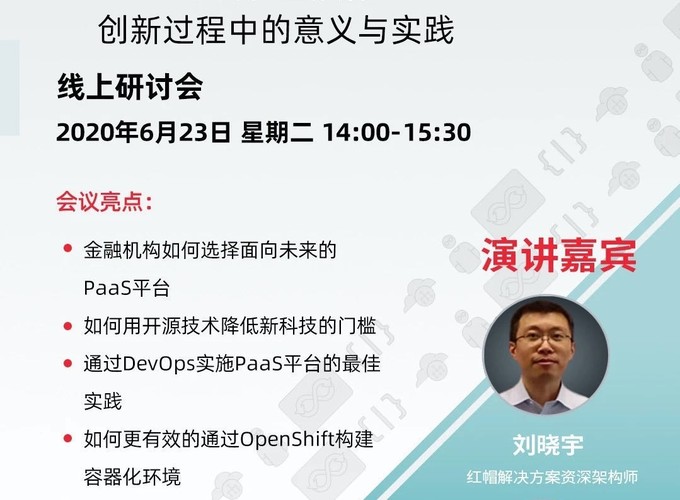 创新过程中的意义与实践
线上研讨会
2020年6月23日 星期二 14:00-15:30
会议亮点：
金融机构如何选择面向未来的
PaaS平台
如何用开源技术降低新科技的门槛
通过DevOps实施PaaS平台的最佳
实践
如何更有效的通过OpenShift构建
容器化环境
演讲嘉宾
刘晓宇
红帽解决方案资深架构师